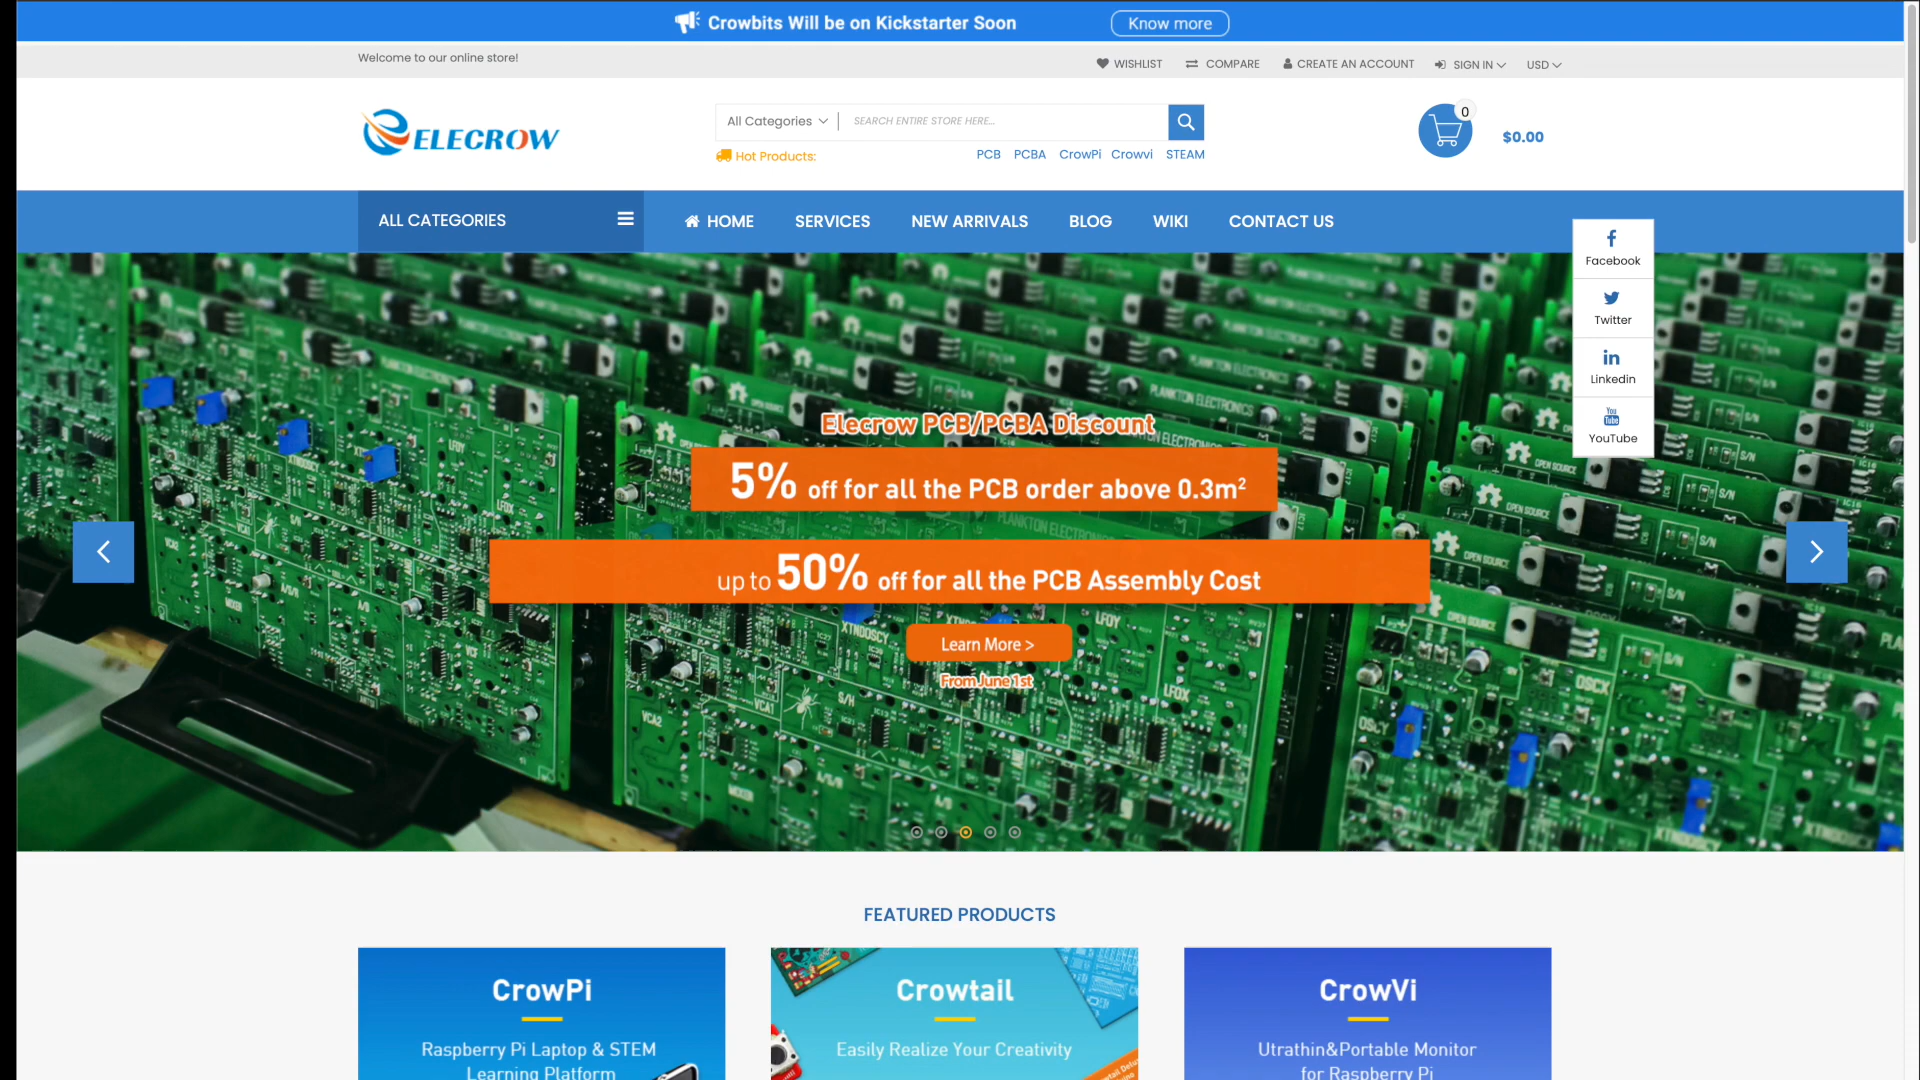 Crowbits Will be on Kickstarter Soon
Know more
Welcome to our online store!
WISHLIST
COMPARE
CREATE AN ACCOUNT
SIGN IN
USD
ELECROW
All Categories
SEARCH ENTIRE STORE HERE...
0
$0.00
Hot Products:
PCB
PCBA
CrowPi
Crowvi
STEAM
ALL CATEGORIES
HOME
SERVICES
NEW ARRIVALS
BLOG
WIKI
CONTACT US
Facebook
Twitter
Linkedin
YouTube
Elecrow PCB/PCBA Discount
5% off for all the PCB order above 0.3m²
up to 50% off for all the PCB Assembly Cost
Learn More >
From June 1st
FEATURED PRODUCTS
CrowPi
Raspberry Pi Laptop & STEM
Learning Platform
Crowtail
Easily Realize Your Creativity
CrowVi
Utrathin&Portable Monitor
for Raspberry Pi